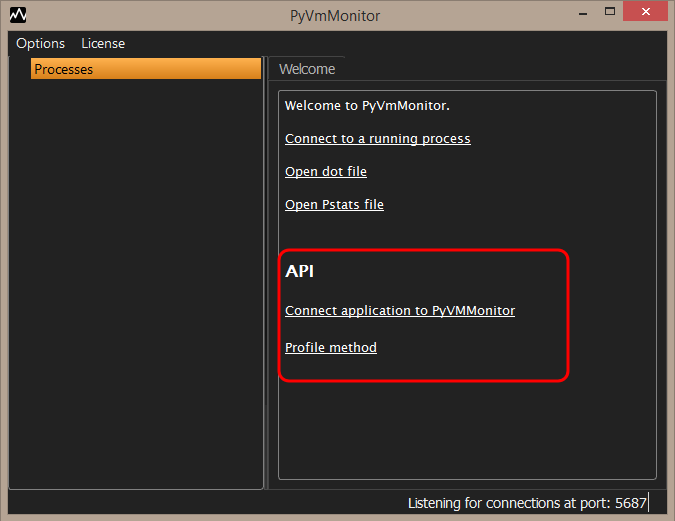 PyVmMonitor
Options License
Processes
Welcome
Welcome to PyVmMonitor.
Connect to a running process
Open dot file
Open Pstats file
API
Connect application to PyVMMonitor
Profile method
Listening for connections at port: 5687